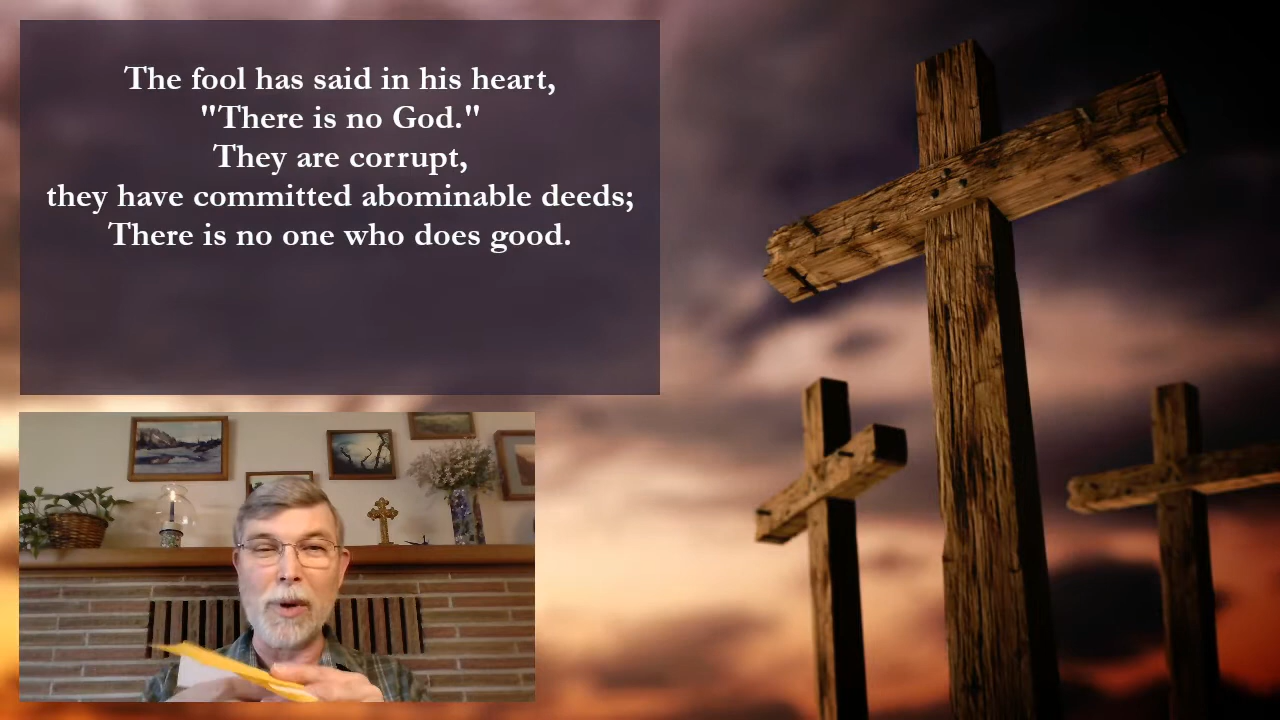 The fool has said in his heart,
"There is no God."
They are corrupt,
they have committed abominable deeds;
There is no one who does good.